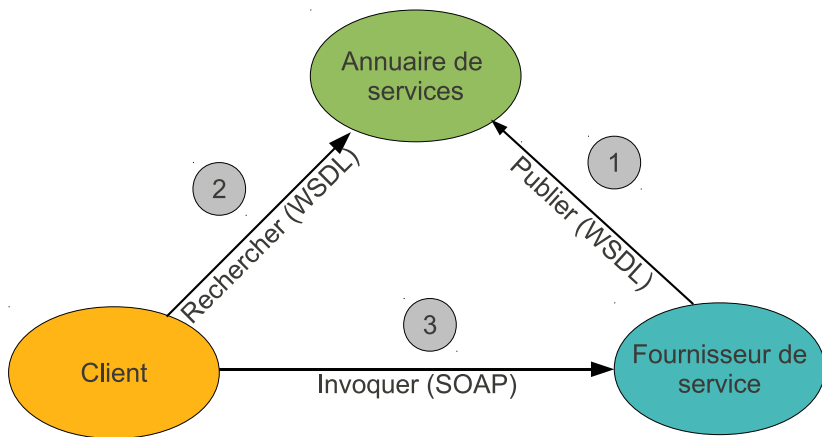 Annuaire de
services
1
2
Publier (WSDL)
Rechercher (WSDL)
3
Client
Invoquer (SOAP)
Fournisseur de
service